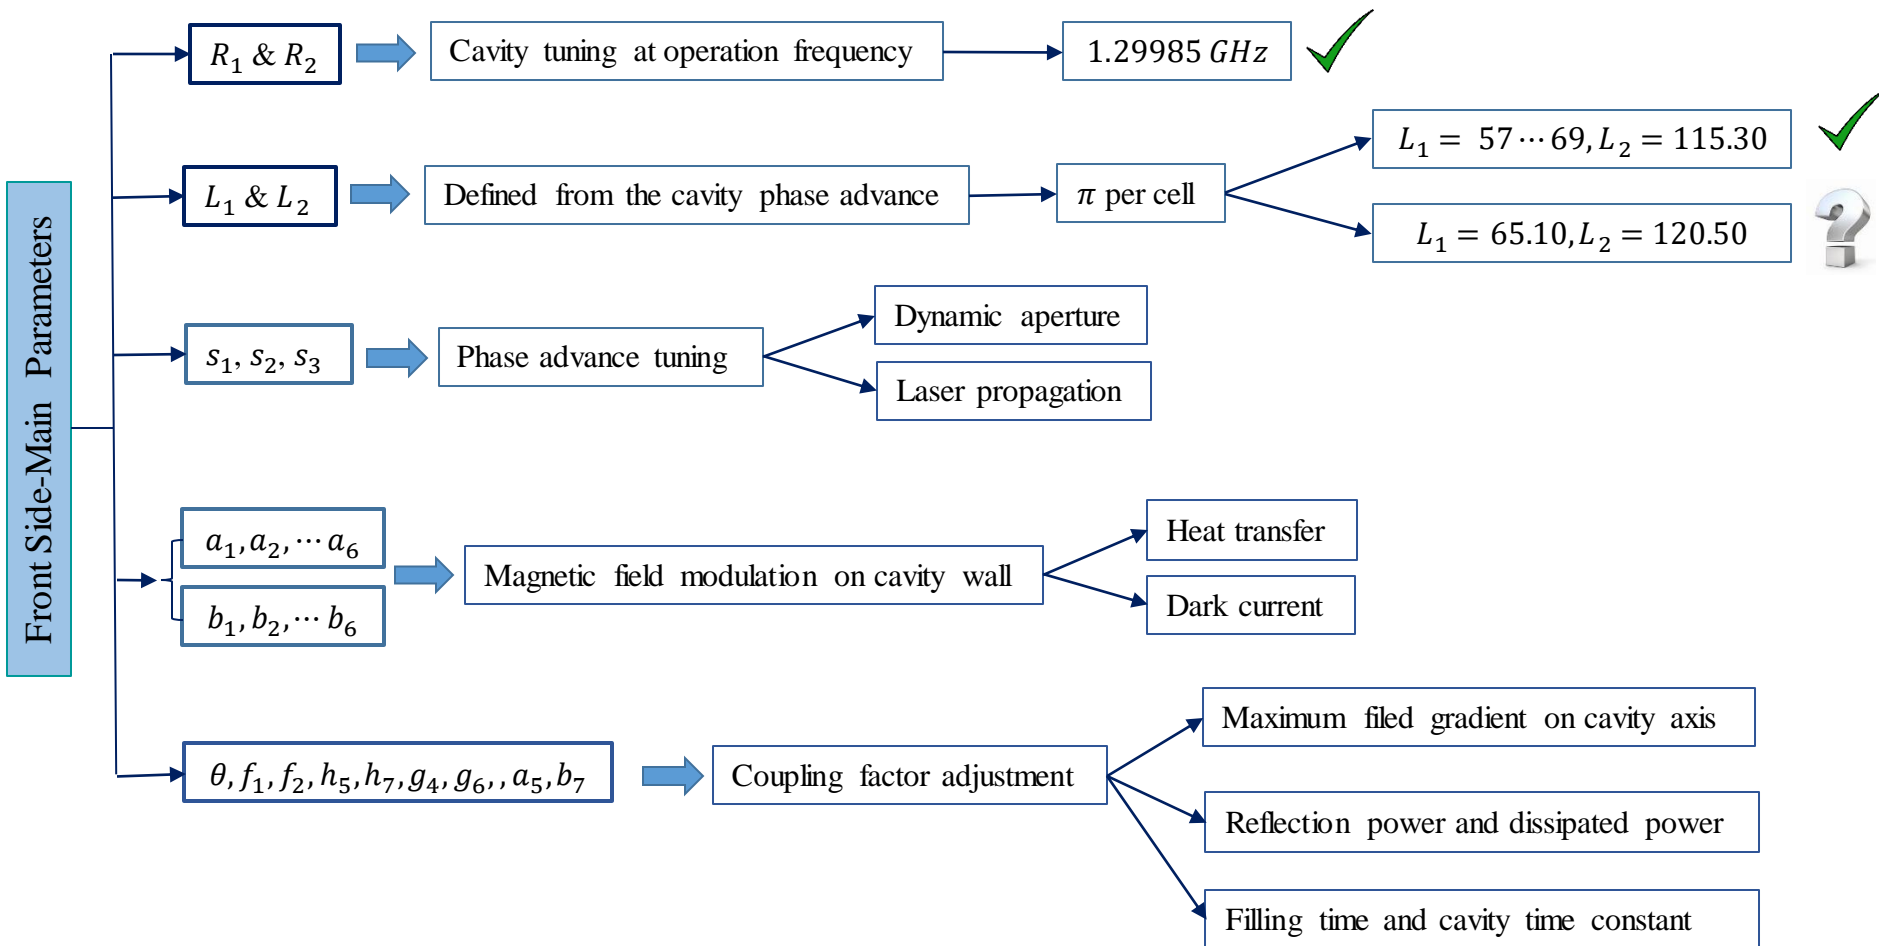 Front Side-Main Parameters
R₁ & R₂
Cavity tuning at operation frequency
1.29985 GHz
L₁ & L₂
Defined from the cavity phase advance
π per cell
L₁ = 57 ⋯ 69, L₂ = 115.30
L₁ = 65.10, L₂ = 120.50
?
s₁, s₂, s₃
Phase advance tuning
Dynamic aperture
Laser propagation
a₁, a₂, ⋯ a₆
b₁, b₂, ⋯ b₆
Magnetic field modulation on cavity wall
Heat transfer
Dark current
θ, f₁, f₂, h₅, h₇, g₄, g₆, , a₅, b₇
Coupling factor adjustment
Maximum filed gradient on cavity axis
Reflection power and dissipated power
Filling time and cavity time constant